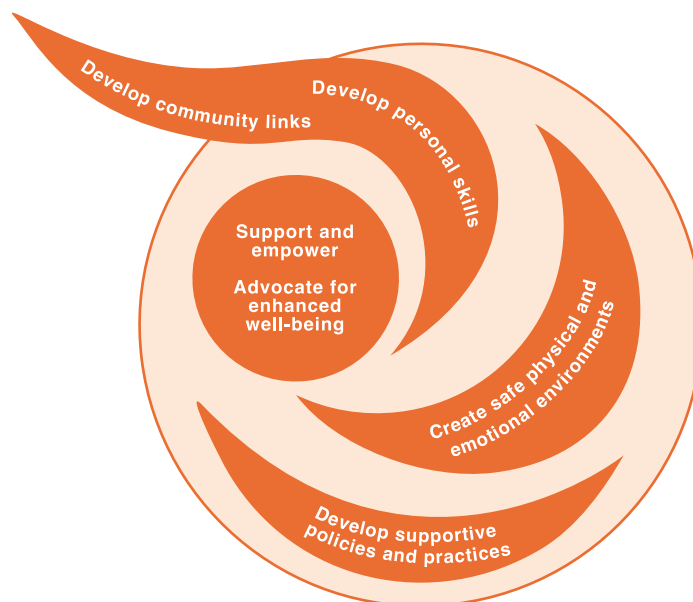 Develop community links
Develop personal skills
Support and
empower
Advocate for
enhanced
well-being
Create safe physical and
emotional environments
Develop supportive
policies and practices